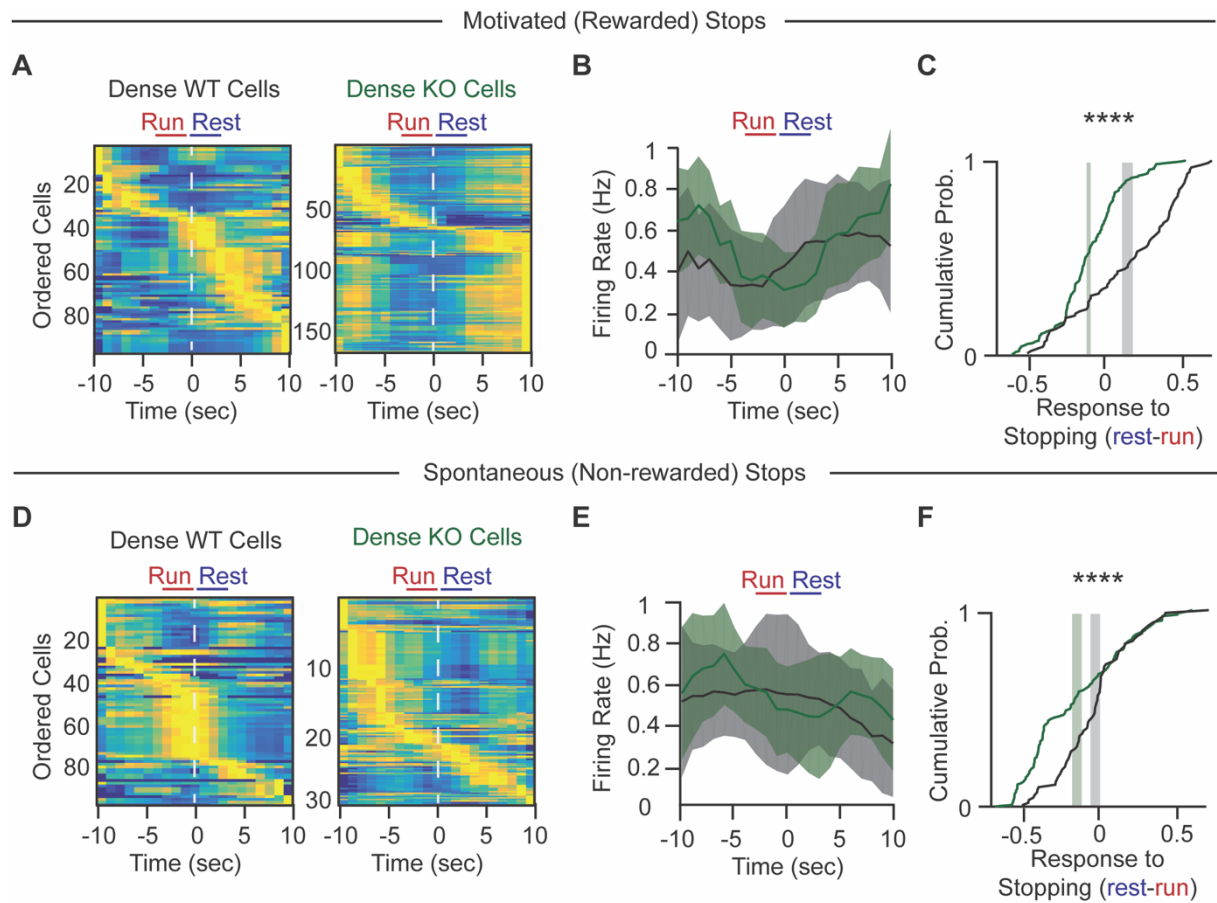 Motivated (Rewarded) Stops
A
Dense WT Cells
Dense KO Cells
Run Rest
Run Rest
Ordered Cells
20
40
60
80
50
100
150
-10 -5 0 5 10
Time (sec)
-10 -5 0 5 10
Time (sec)
B
Run Rest
Firing Rate (Hz)
1
0.8
0.6
0.4
0.2
0
-10 -5 0 5 10
Time (sec)
C
****
Cumulative Prob.
1
0
-0.5 0 0.5
Response to
Stopping (rest-run)
Spontaneous (Non-rewarded) Stops
D
Dense WT Cells
Dense KO Cells
Run Rest
Run Rest
Ordered Cells
20
40
60
80
10
20
30
-10 -5 0 5 10
Time (sec)
-10 -5 0 5 10
Time (sec)
E
Run Rest
Firing Rate (Hz)
1
0.8
0.6
0.4
0.2
0
-10 -5 0 5 10
Time (sec)
F
****
Cumulative Prob.
1
0
-0.5 0 0.5
Response to
Stopping (rest-run)